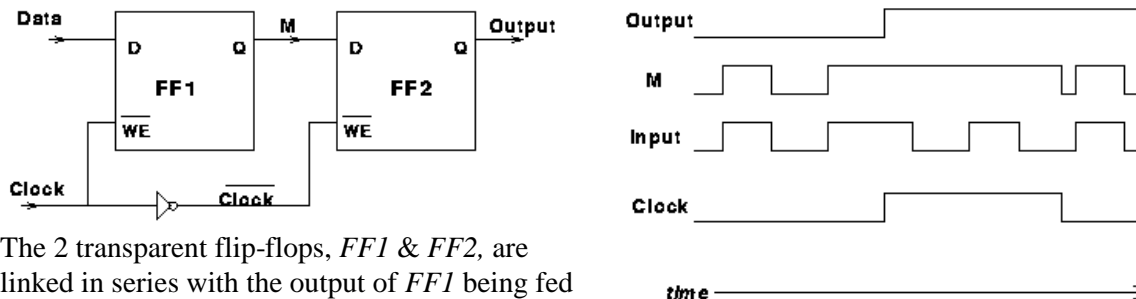 Data
M
Output
D
Q
D
Q
FF1
FF2
WE
WE
Clock
Clock
The 2 transparent flip-flops, FF1 & FF2, are
linked in series with the output of FF1 being fed
Output
M
Input
Clock
time